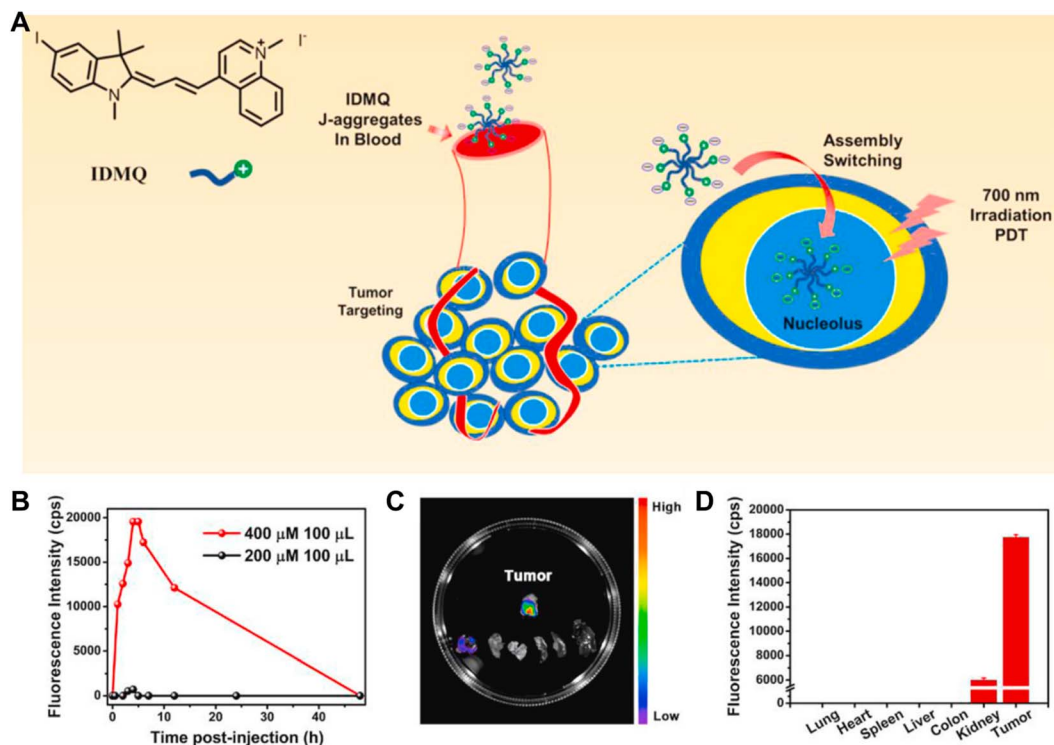 A
I
N
+
I-
N
IDMQ
+
IDMQ
J-aggregates
In Blood
Tumor
Targeting
Assembly
Switching
700 nm
Irradiation
PDT
Nucleolus
B
Fluorescence Intensity (cps)
20000
15000
10000
5000
0
400 μM 100 μL
200 μM 100 μL
0 10 20 30 40 50
Time post-injection (h)
C
Tumor
High
Low
D
Fluorescence Intensity (cps)
20000
18000
16000
14000
12000
10000
8000
6000
0
Lung Heart Spleen Liver Colon Kidney Tumor